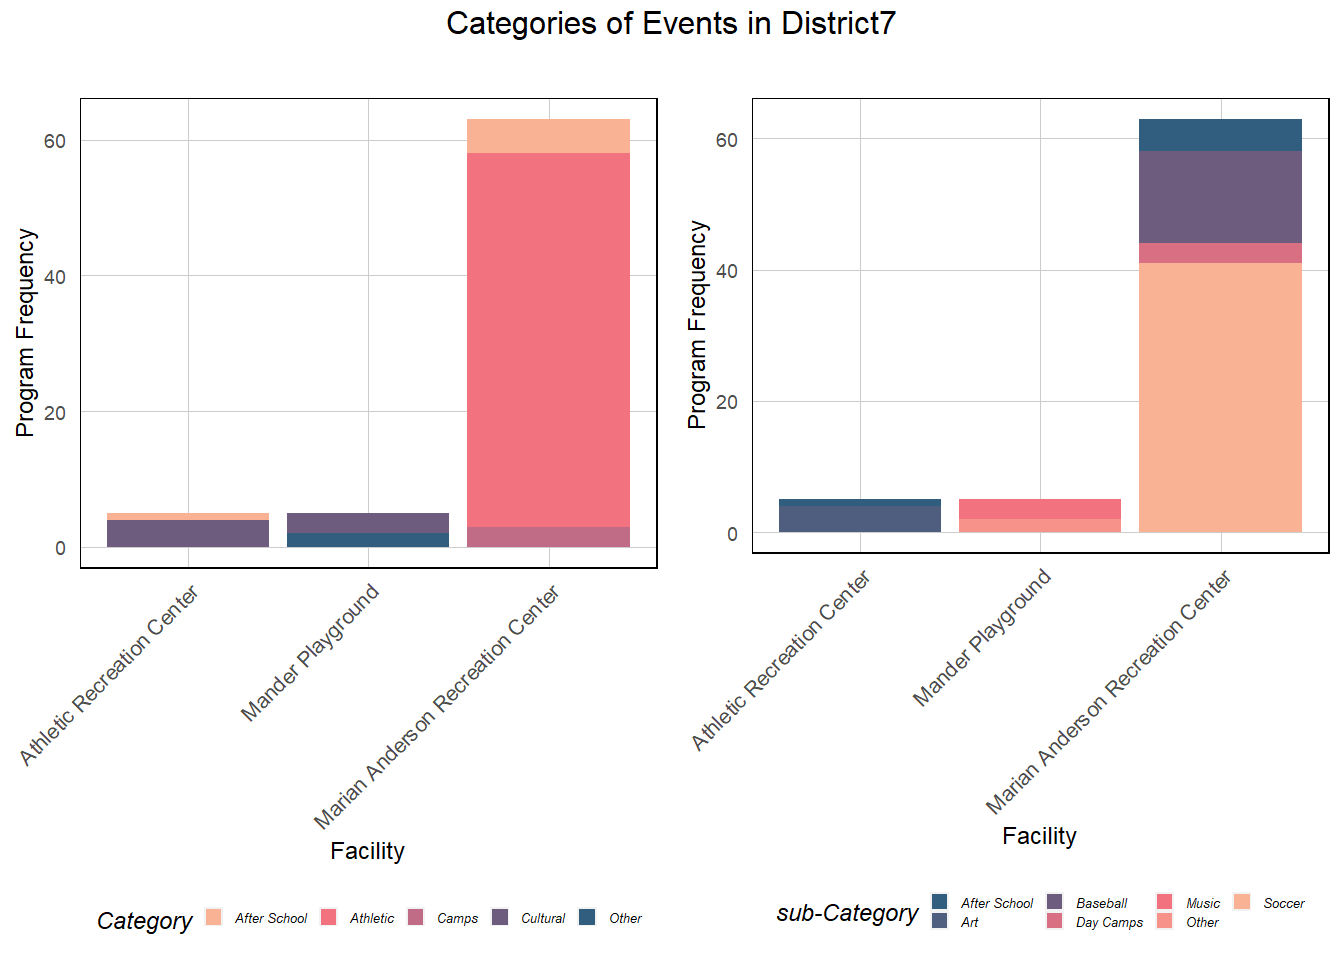 Categories of Events in District7
Program Frequency
60
40
20
0
Athletic Recreation Center
Mander Playground
Marian Anderson Recreation Center
Facility
Category
After School
Athletic
Camps
Cultural
Other
Program Frequency
60
40
20
0
Athletic Recreation Center
Mander Playground
Marian Anderson Recreation Center
Facility
sub-Category
After School
Baseball
Music
Soccer
Art
Day Camps
Other